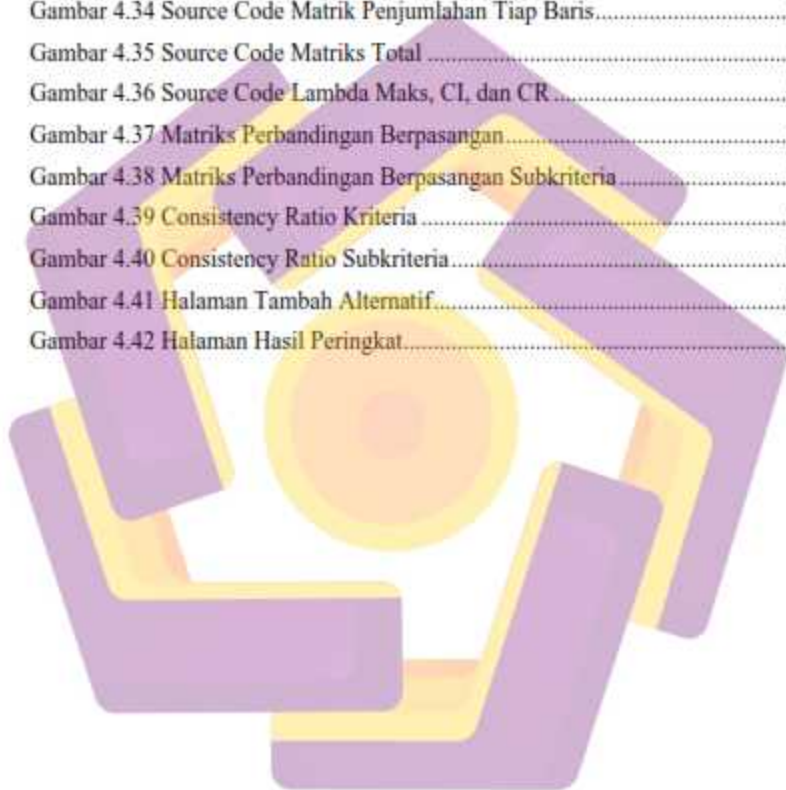 Gambar 4.34 Source Code Matrik Penjumlahan Tiap Baris..............................
Gambar 4.35 Source Code Matriks Total ........................................................
Gambar 4.36 Source Code Lambda Maks, CI, dan CR.....................................
Gambar 4.37 Matriks Perbandingan Berpasangan............................................
Gambar 4.38 Matriks Perbandingan Berpasangan Subkriteria..........................
Gambar 4.39 Consistency Ratio Kriteria .........................................................
Gambar 4.40 Consistency Ratio Subkriteria....................................................
Gambar 4.41 Halaman Tambah Alternatif.......................................................
Gambar 4.42 Halaman Hasil Peringkat............................................................